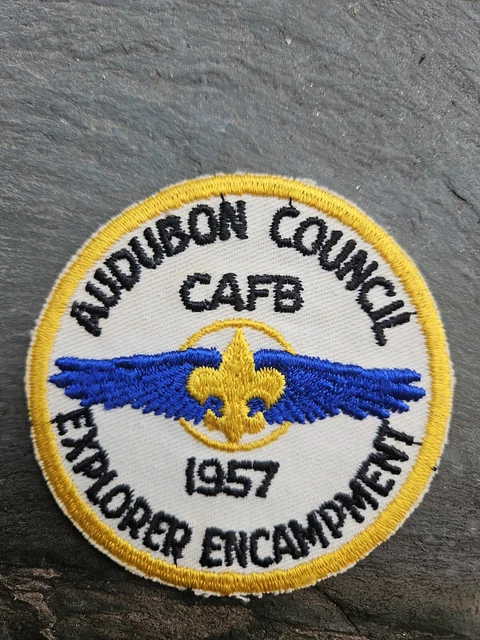 AUDUBON COUNCIL
CAFB
1957
EXPLORER ENCAMPMENT